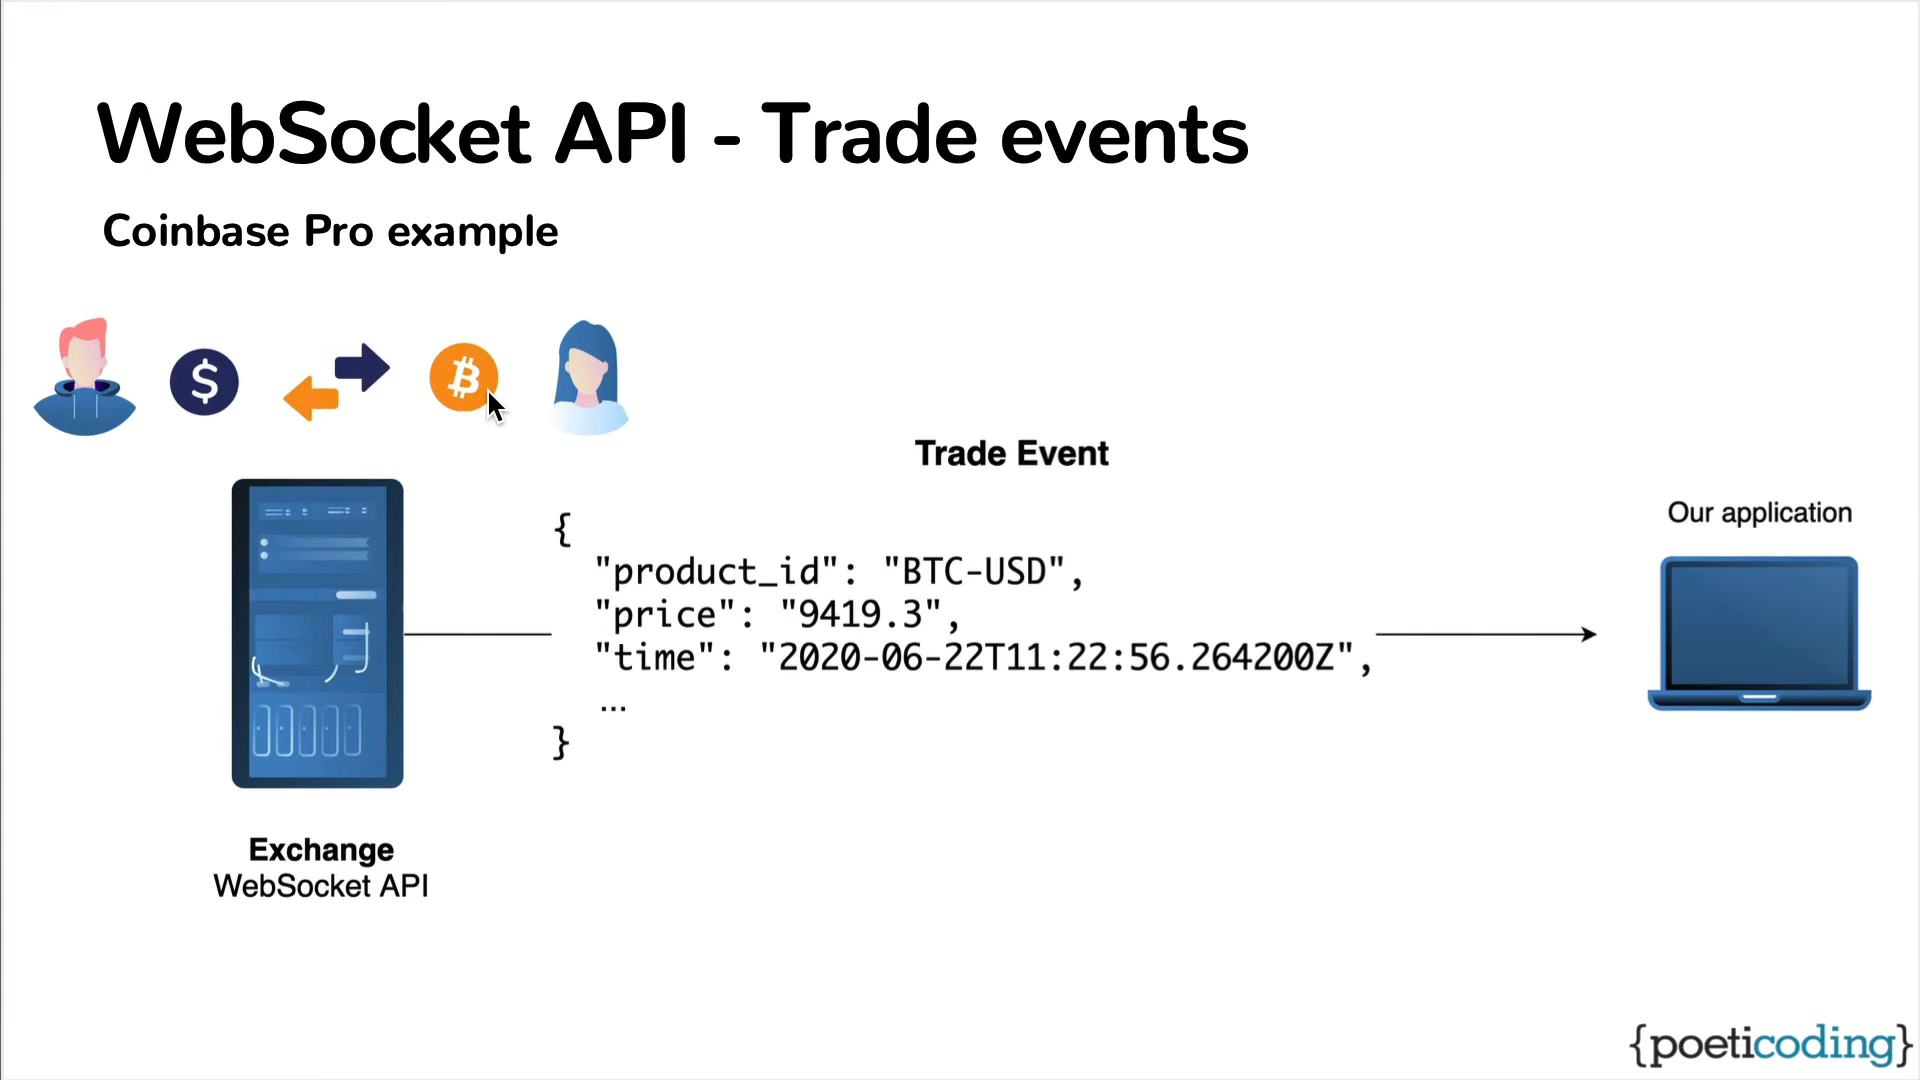 WebSocket API - Trade events
Coinbase Pro example
Trade Event
{
"product_id": "BTC-USD",
"price": "9419.3",
"time": "2020-06-22T11:22:56.264200Z",
...
}
Our application
Exchange
WebSocket API
{poeticoding}